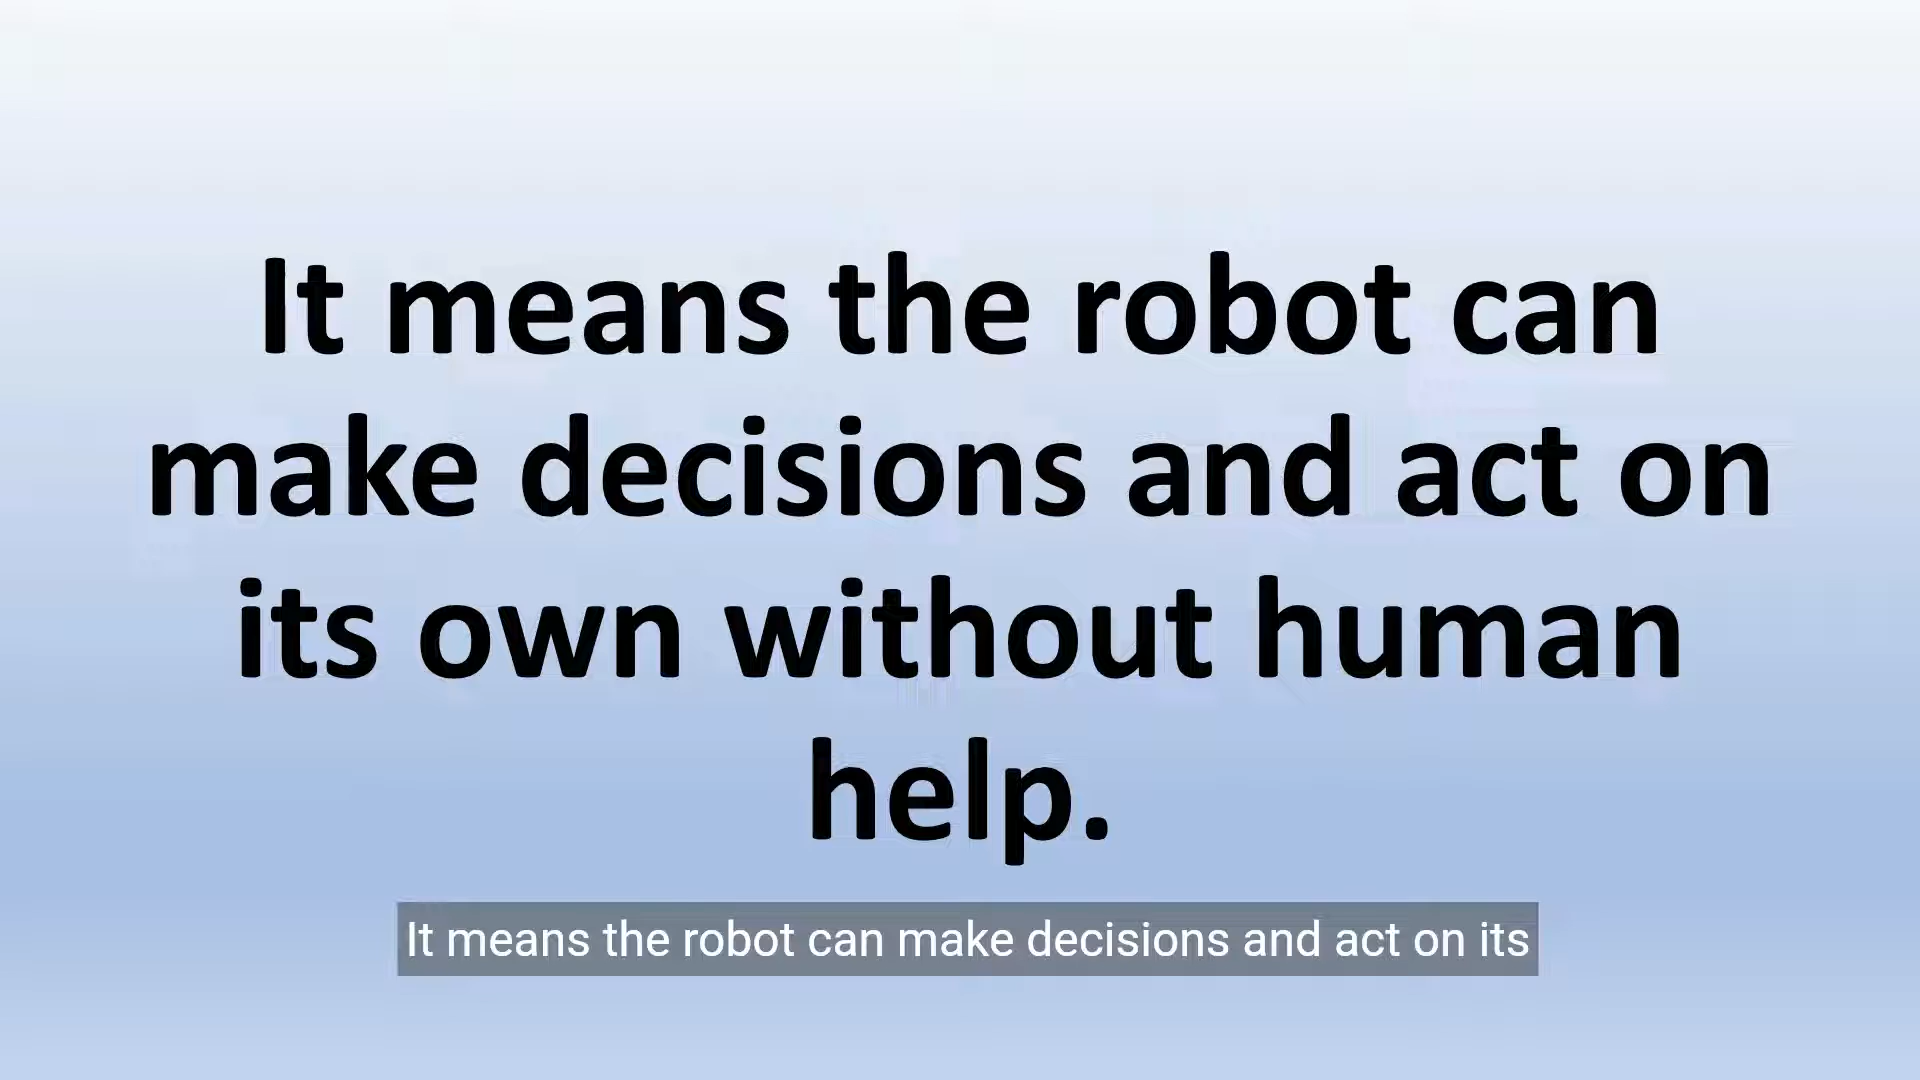 It means the robot can
make decisions and act on
its own without human
help.
It means the robot can make decisions and act on its